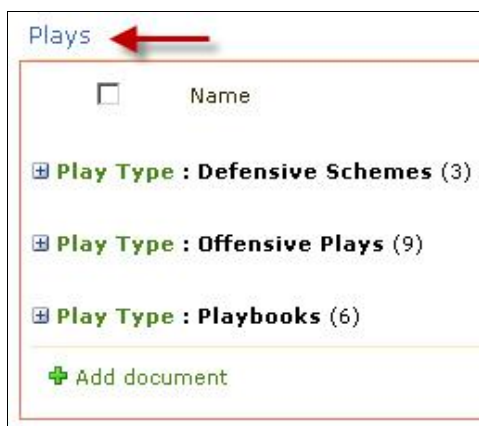 Plays
Name
Play Type : Defensive Schemes (3)
Play Type : Offensive Plays (9)
Play Type : Playbooks (6)
Add document